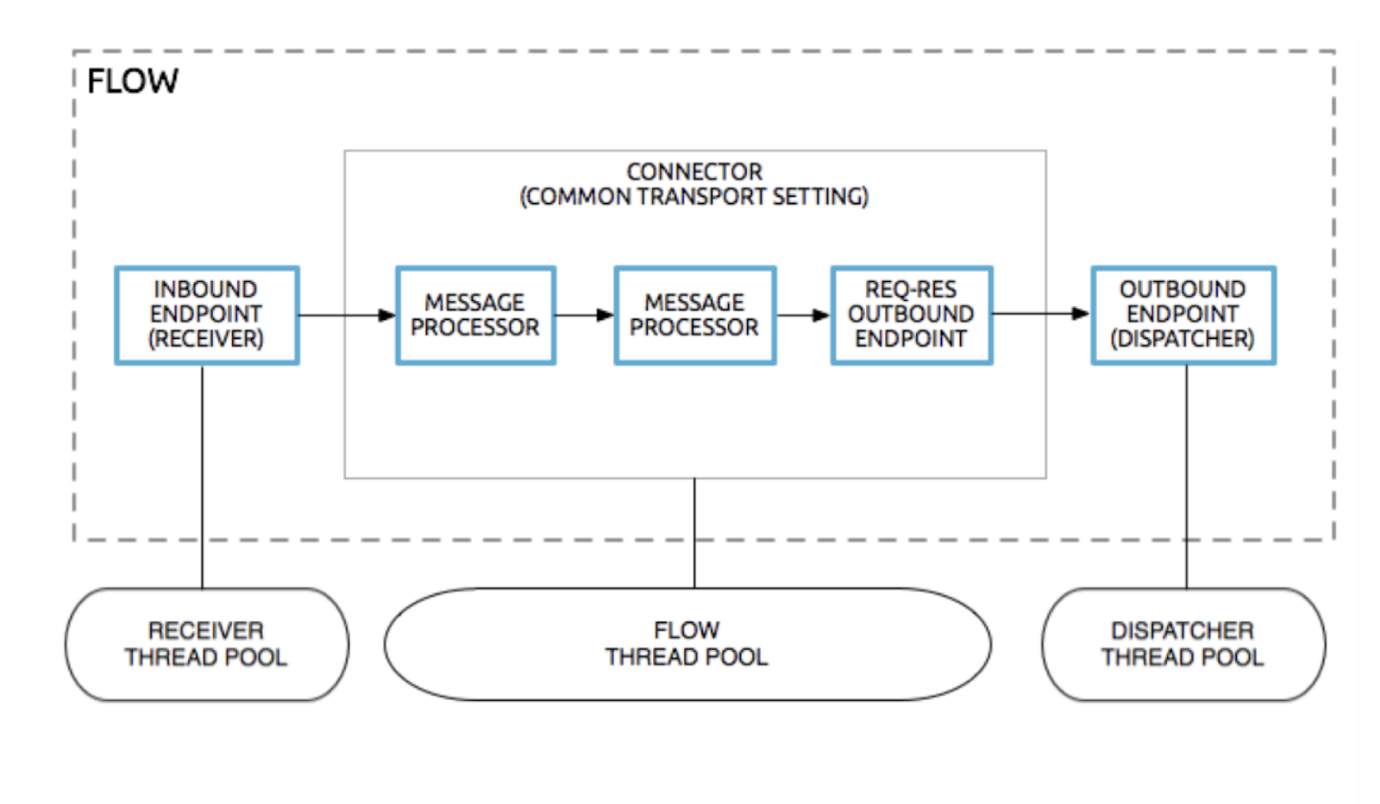 FLOW
CONNECTOR
(COMMON TRANSPORT SETTING)
INBOUND
ENDPOINT
(RECEIVER)
MESSAGE
PROCESSOR
MESSAGE
PROCESSOR
REQ-RES
OUTBOUND
ENDPOINT
OUTBOUND
ENDPOINT
(DISPATCHER)
RECEIVER
THREAD POOL
FLOW
THREAD POOL
DISPATCHER
THREAD POOL